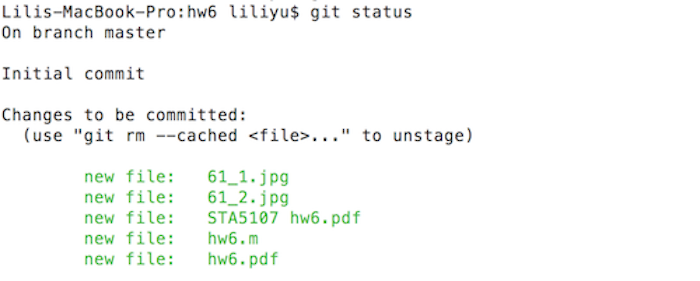 Lilis-MacBook-Pro:hw6 liliyu$ git status
On branch master
Initial commit
Changes to be committed:
(use "git rm --cached <file>..." to unstage)
new file: 61_1.jpg
new file: 61_2.jpg
new file: STA5107 hw6.pdf
new file: hw6.m
new file: hw6.pdf